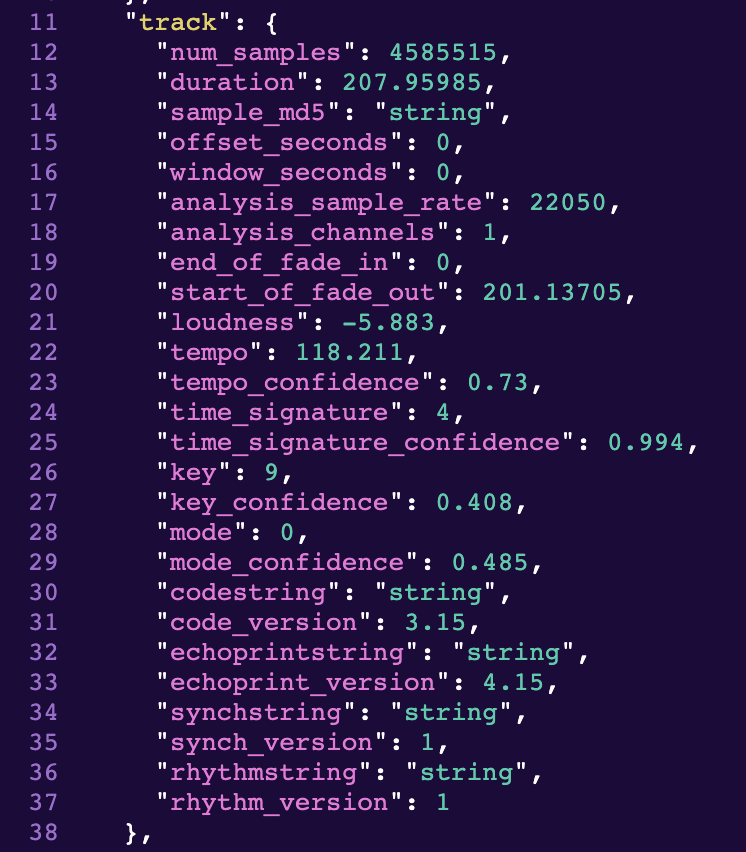 11 "track": {
12 "num_samples": 4585515,
13 "duration": 207.95985,
14 "sample_md5": "string",
15 "offset_seconds": 0,
16 "window_seconds": 0,
17 "analysis_sample_rate": 22050,
18 "analysis_channels": 1,
19 "end_of_fade_in": 0,
20 "start_of_fade_out": 201.13705,
21 "loudness": -5.883,
22 "tempo": 118.211,
23 "tempo_confidence": 0.73,
24 "time_signature": 4,
25 "time_signature_confidence": 0.994,
26 "key": 9,
27 "key_confidence": 0.408,
28 "mode": 0,
29 "mode_confidence": 0.485,
30 "codestring": "string",
31 "code_version": 3.15,
32 "echoprintstring": "string",
33 "echoprint_version": 4.15,
34 "synchstring": "string",
35 "synch_version": 1,
36 "rhythmstring": "string",
37 "rhythm_version": 1
38 },